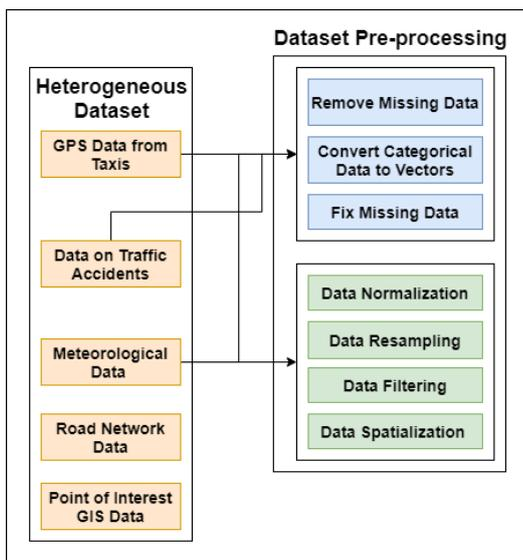 Heterogeneous
Dataset
GPS Data from
Taxis
Data on Traffic
Accidents
Meteorological
Data
Road Network
Data
Point of Interest
GIS Data
Dataset Pre-processing
Remove Missing Data
Convert Categorical
Data to Vectors
Fix Missing Data
Data Normalization
Data Resampling
Data Filtering
Data Spatialization